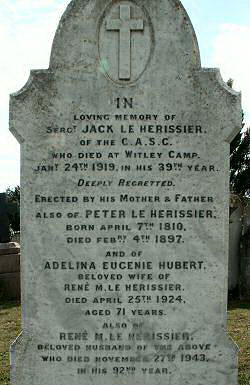 IN
LOVING MEMORY OF
SERGT JACK LE HERISSIER.
OF THE C.A.S.C.
WHO DIED AT WITLEY CAMP.
JANY 24TH 1919, IN HIS 39TH YEAR.
DEEPLY REGRETTED.
ERECTED BY HIS MOTHER & FATHER
ALSO OF PETER LE HERISSIER,
BORN APRIL 7TH 1810,
DIED FEBRY 4TH 1897.
AND OF
ADELINA EUGENIE HUBERT,
BELOVED WIFE OF
RENÉ M. LE HERISSIER.
DIED APRIL 25TH 1924,
AGED 71 YEARS.
ALSO OF
RENÉ M. LE HERISSIER,
BELOVED HUSBAND OF THE ABOVE
WHO DIED NOVEMBER 27TH 1943.
IN HIS 92ND YEAR.